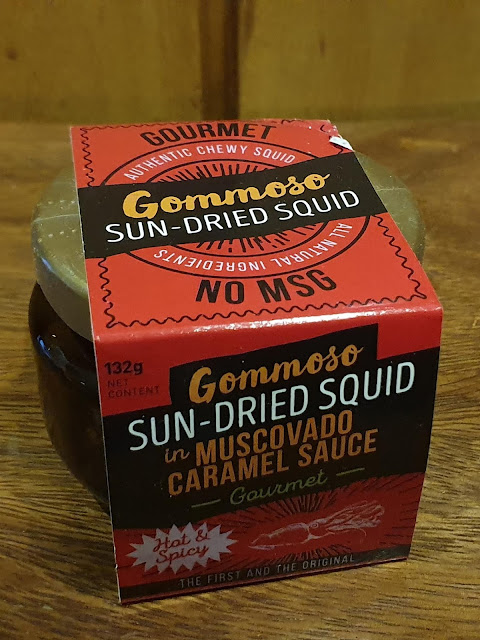 GOURMET
AUTHENTIC CHEWY SQUID
Gommoso
SUN-DRIED SQUID
ALL NATURAL INGREDIENTS
NO MSG
132g
NET
CONTENT
Gommoso
SUN-DRIED SQUID
in MUSCOVADO
CARAMEL SAUCE
Gourmet
Hot &
Spicy
THE FIRST AND THE ORIGINAL